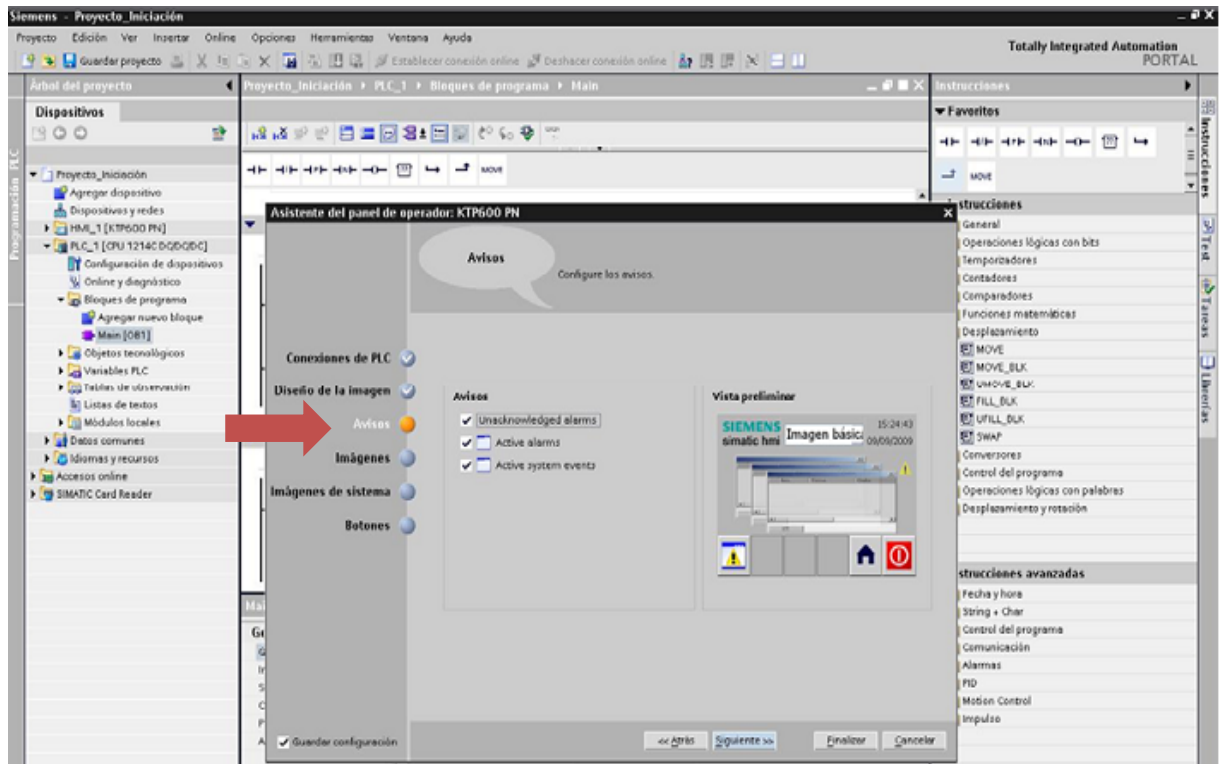 Siemens - Proyecto_Iniciación
Proyecto Edición Ver Insertar Online Opciones Herramientas Ventana Ayuda
Guardar proyecto Establecer conexión online Deshacer conexión online
Totally Integrated Automation
PORTAL
Árbol del proyecto
Dispositivos
Programación PLC
Proyecto_Iniciación
Agregar dispositivo
Dispositivos y redes
HMI_1 [KTP600 PN]
PLC_1 [CPU 1214C DC/DC/DC]
Configuración de dispositivos
Online y diagnóstico
Bloques de programa
Agregar nuevo bloque
Main [OB1]
Objetos tecnológicos
Variables PLC
Tablas de observación
Listas de textos
Módulos locales
Datos comunes
Idiomas y recursos
Accesos online
SIMATIC Card Reader
Proyecto_Iniciación PLC_1 Bloques de programa Main
MOVE
Asistente del panel de operador: KTP600 PN
Avisos
Configure los avisos.
Conexiones de PLC
Diseño de la imagen
Avisos
Imágenes
Imágenes de sistema
Botones
Avisos
Unacknowledged alarms
Active alarms
Active system events
Vista preliminar
SIEMENS
simatic hmi
Imagen básica
15:24:43
09/09/2009
Guardar configuración
<< Atrás
Siguiente >>
Finalizar
Cancelar
Instrucciones
Favoritos
MOVE
strucciones
General
Operaciones lógicas con bits
Temporizadores
Contadores
Comparadores
Funciones matemáticas
Desplazamiento
MOVE
MOVE_BLK
UMOVE_BLK
FILL_BLK
UFILL_BLK
SWAP
Conversores
Control del programa
Operaciones lógicas con palabras
Desplazamiento y rotación
strucciones avanzadas
Fecha y hora
String + Char
Control del programa
Comunicación
Alarmas
PID
Motion Control
Impulso
Instrucciones
Test
Tareas
Librerías